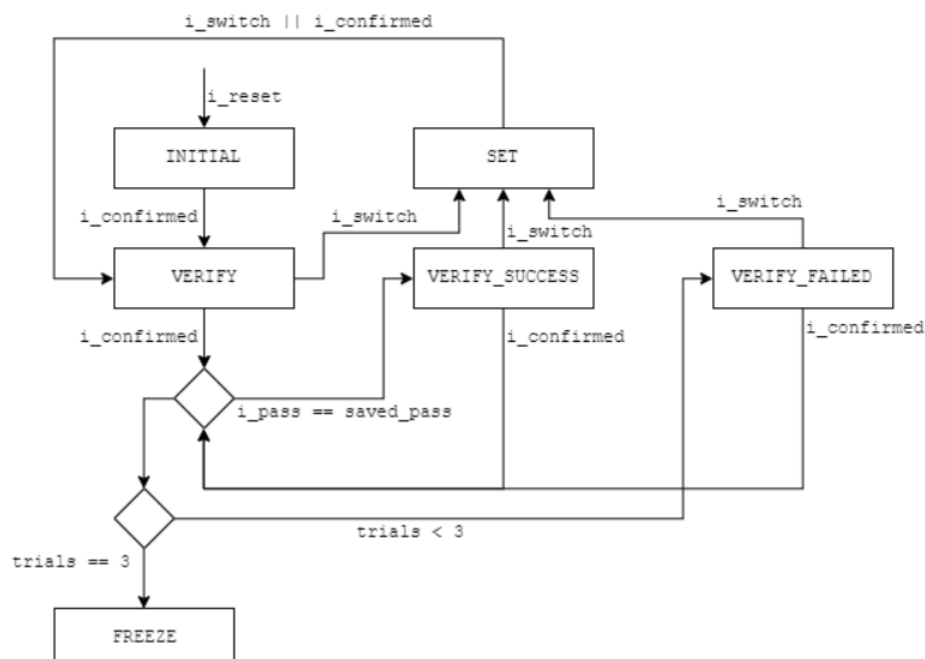 i_switch || i_confirmed
i_reset
INITIAL
SET
i_confirmed
i_switch
i_switch
i_switch
VERIFY
VERIFY_SUCCESS
VERIFY_FAILED
i_confirmed
i_confirmed
i_confirmed
i_pass == saved_pass
trials < 3
trials == 3
FREEZE